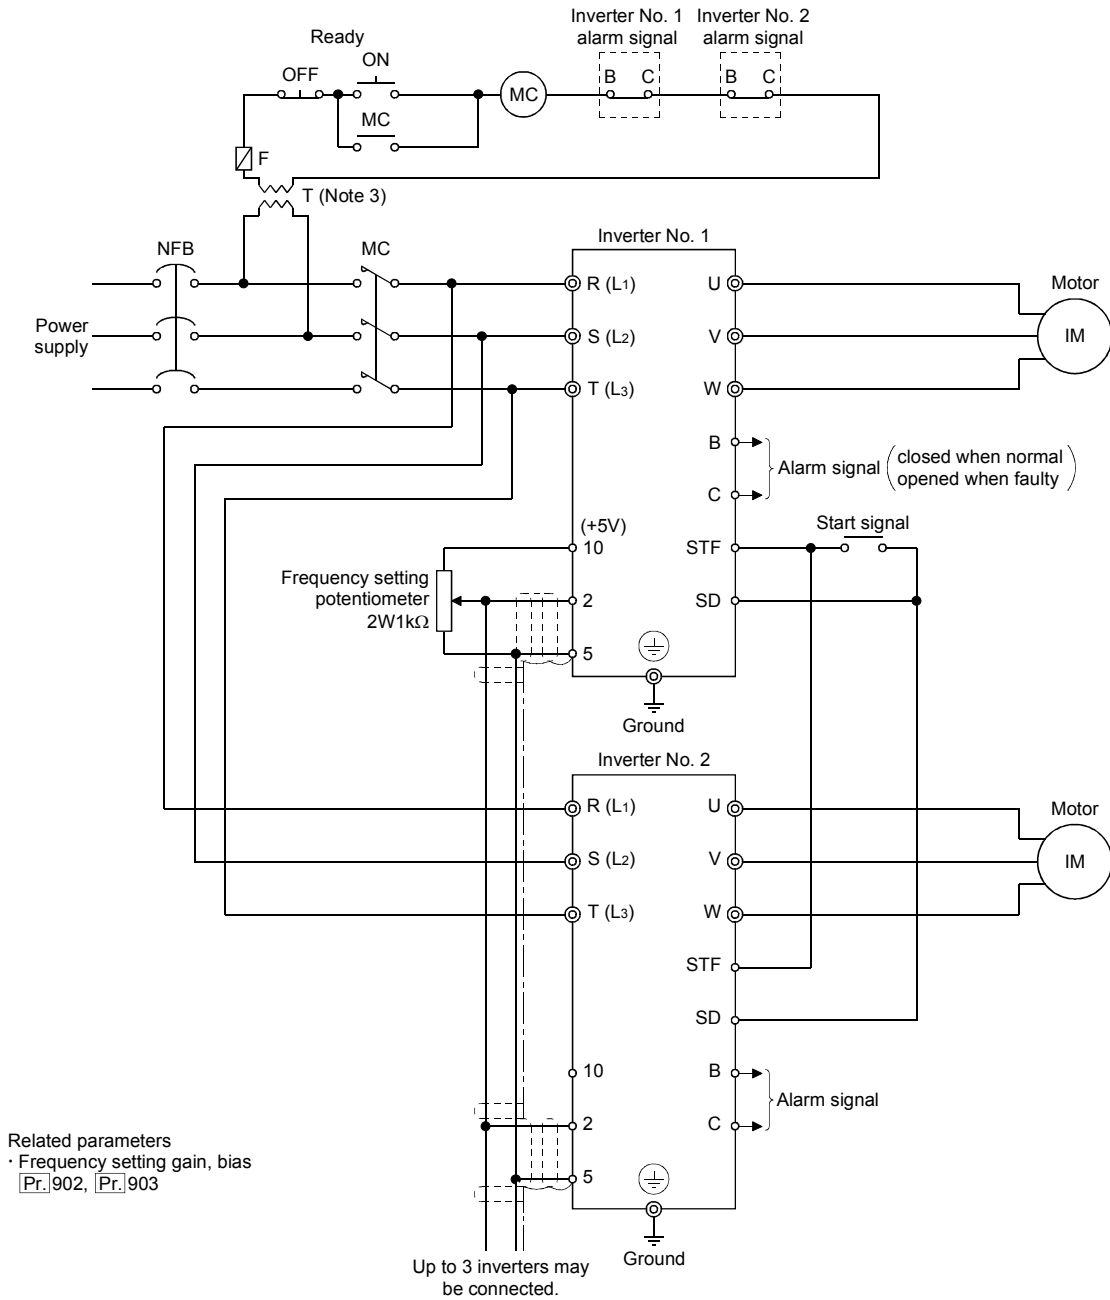 Inverter No. 1
alarm signal
Inverter No. 2
alarm signal
Ready
ON
OFF
MC
B C
B C
MC
F
T (Note 3)
NFB
MC
Power
supply
Inverter No. 1
R (L1)
S (L2)
T (L3)
U
V
W
Motor
IM
B
C
Alarm signal
closed when normal
opened when faulty
(+5V)
10
2
5
Frequency setting
potentiometer
2W1kΩ
STF
SD
Start signal
Ground
Inverter No. 2
R (L1)
S (L2)
T (L3)
U
V
W
Motor
IM
STF
SD
10
2
5
B
C
Alarm signal
Ground
Related parameters
· Frequency setting gain, bias
Pr. 902, Pr. 903
Up to 3 inverters may
be connected.